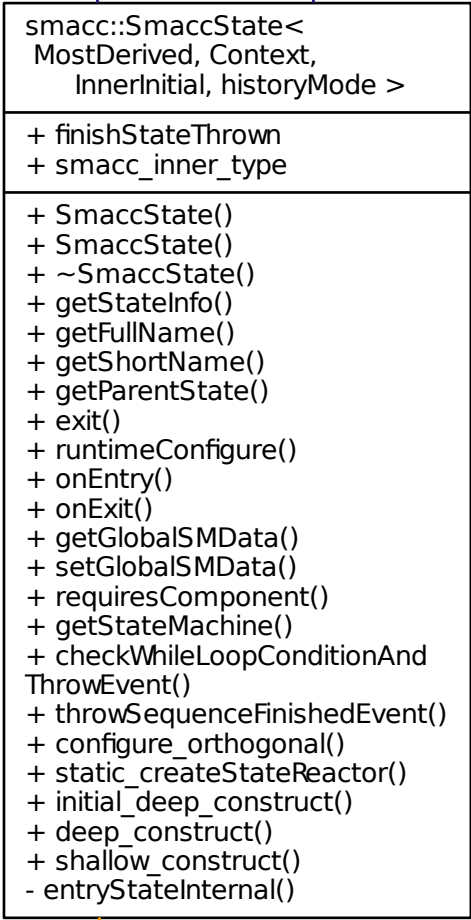 smacc::SmaccState<
MostDerived, Context,
InnerInitial, historyMode >
+ finishStateThrown
+ smacc_inner_type
+ SmaccState()
+ SmaccState()
+ ~SmaccState()
+ getStateInfo()
+ getFullName()
+ getShortName()
+ getParentState()
+ exit()
+ runtimeConfigure()
+ onEntry()
+ onExit()
+ getGlobalSMData()
+ setGlobalSMData()
+ requiresComponent()
+ getStateMachine()
+ checkWhileLoopConditionAnd
ThrowEvent()
+ throwSequenceFinishedEvent()
+ configure_orthogonal()
+ static_createStateReactor()
+ initial_deep_construct()
+ deep_construct()
+ shallow_construct()
- entryStateInternal()